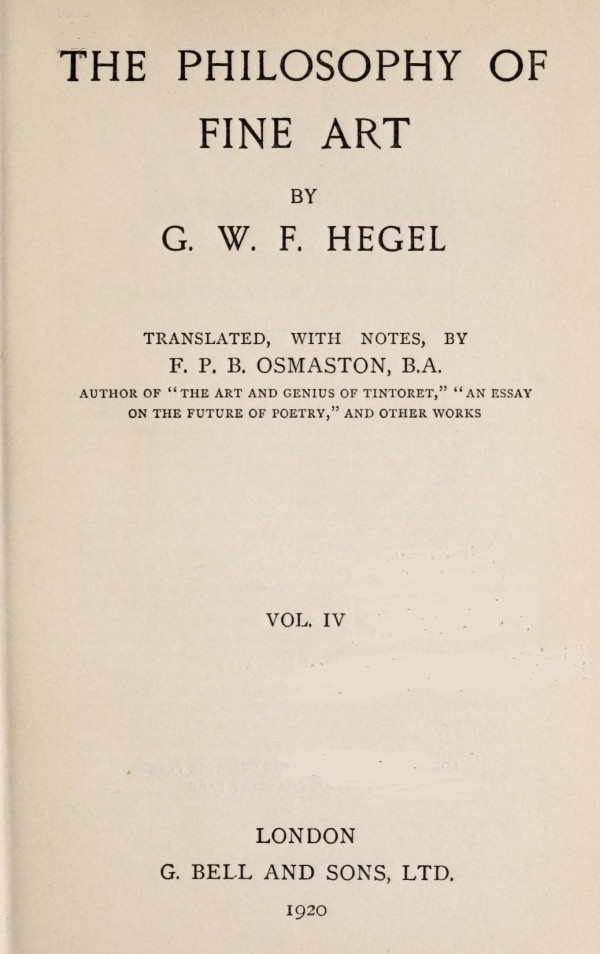 THE PHILOSOPHY OF
FINE ART
BY
G. W. F. HEGEL
TRANSLATED, WITH NOTES, BY
F. P. B. OSMASTON, B.A.
AUTHOR OF "THE ART AND GENIUS OF TINTORET," "AN ESSAY
ON THE FUTURE OF POETRY," AND OTHER WORKS
VOL. IV
LONDON
G. BELL AND SONS, LTD.
1920